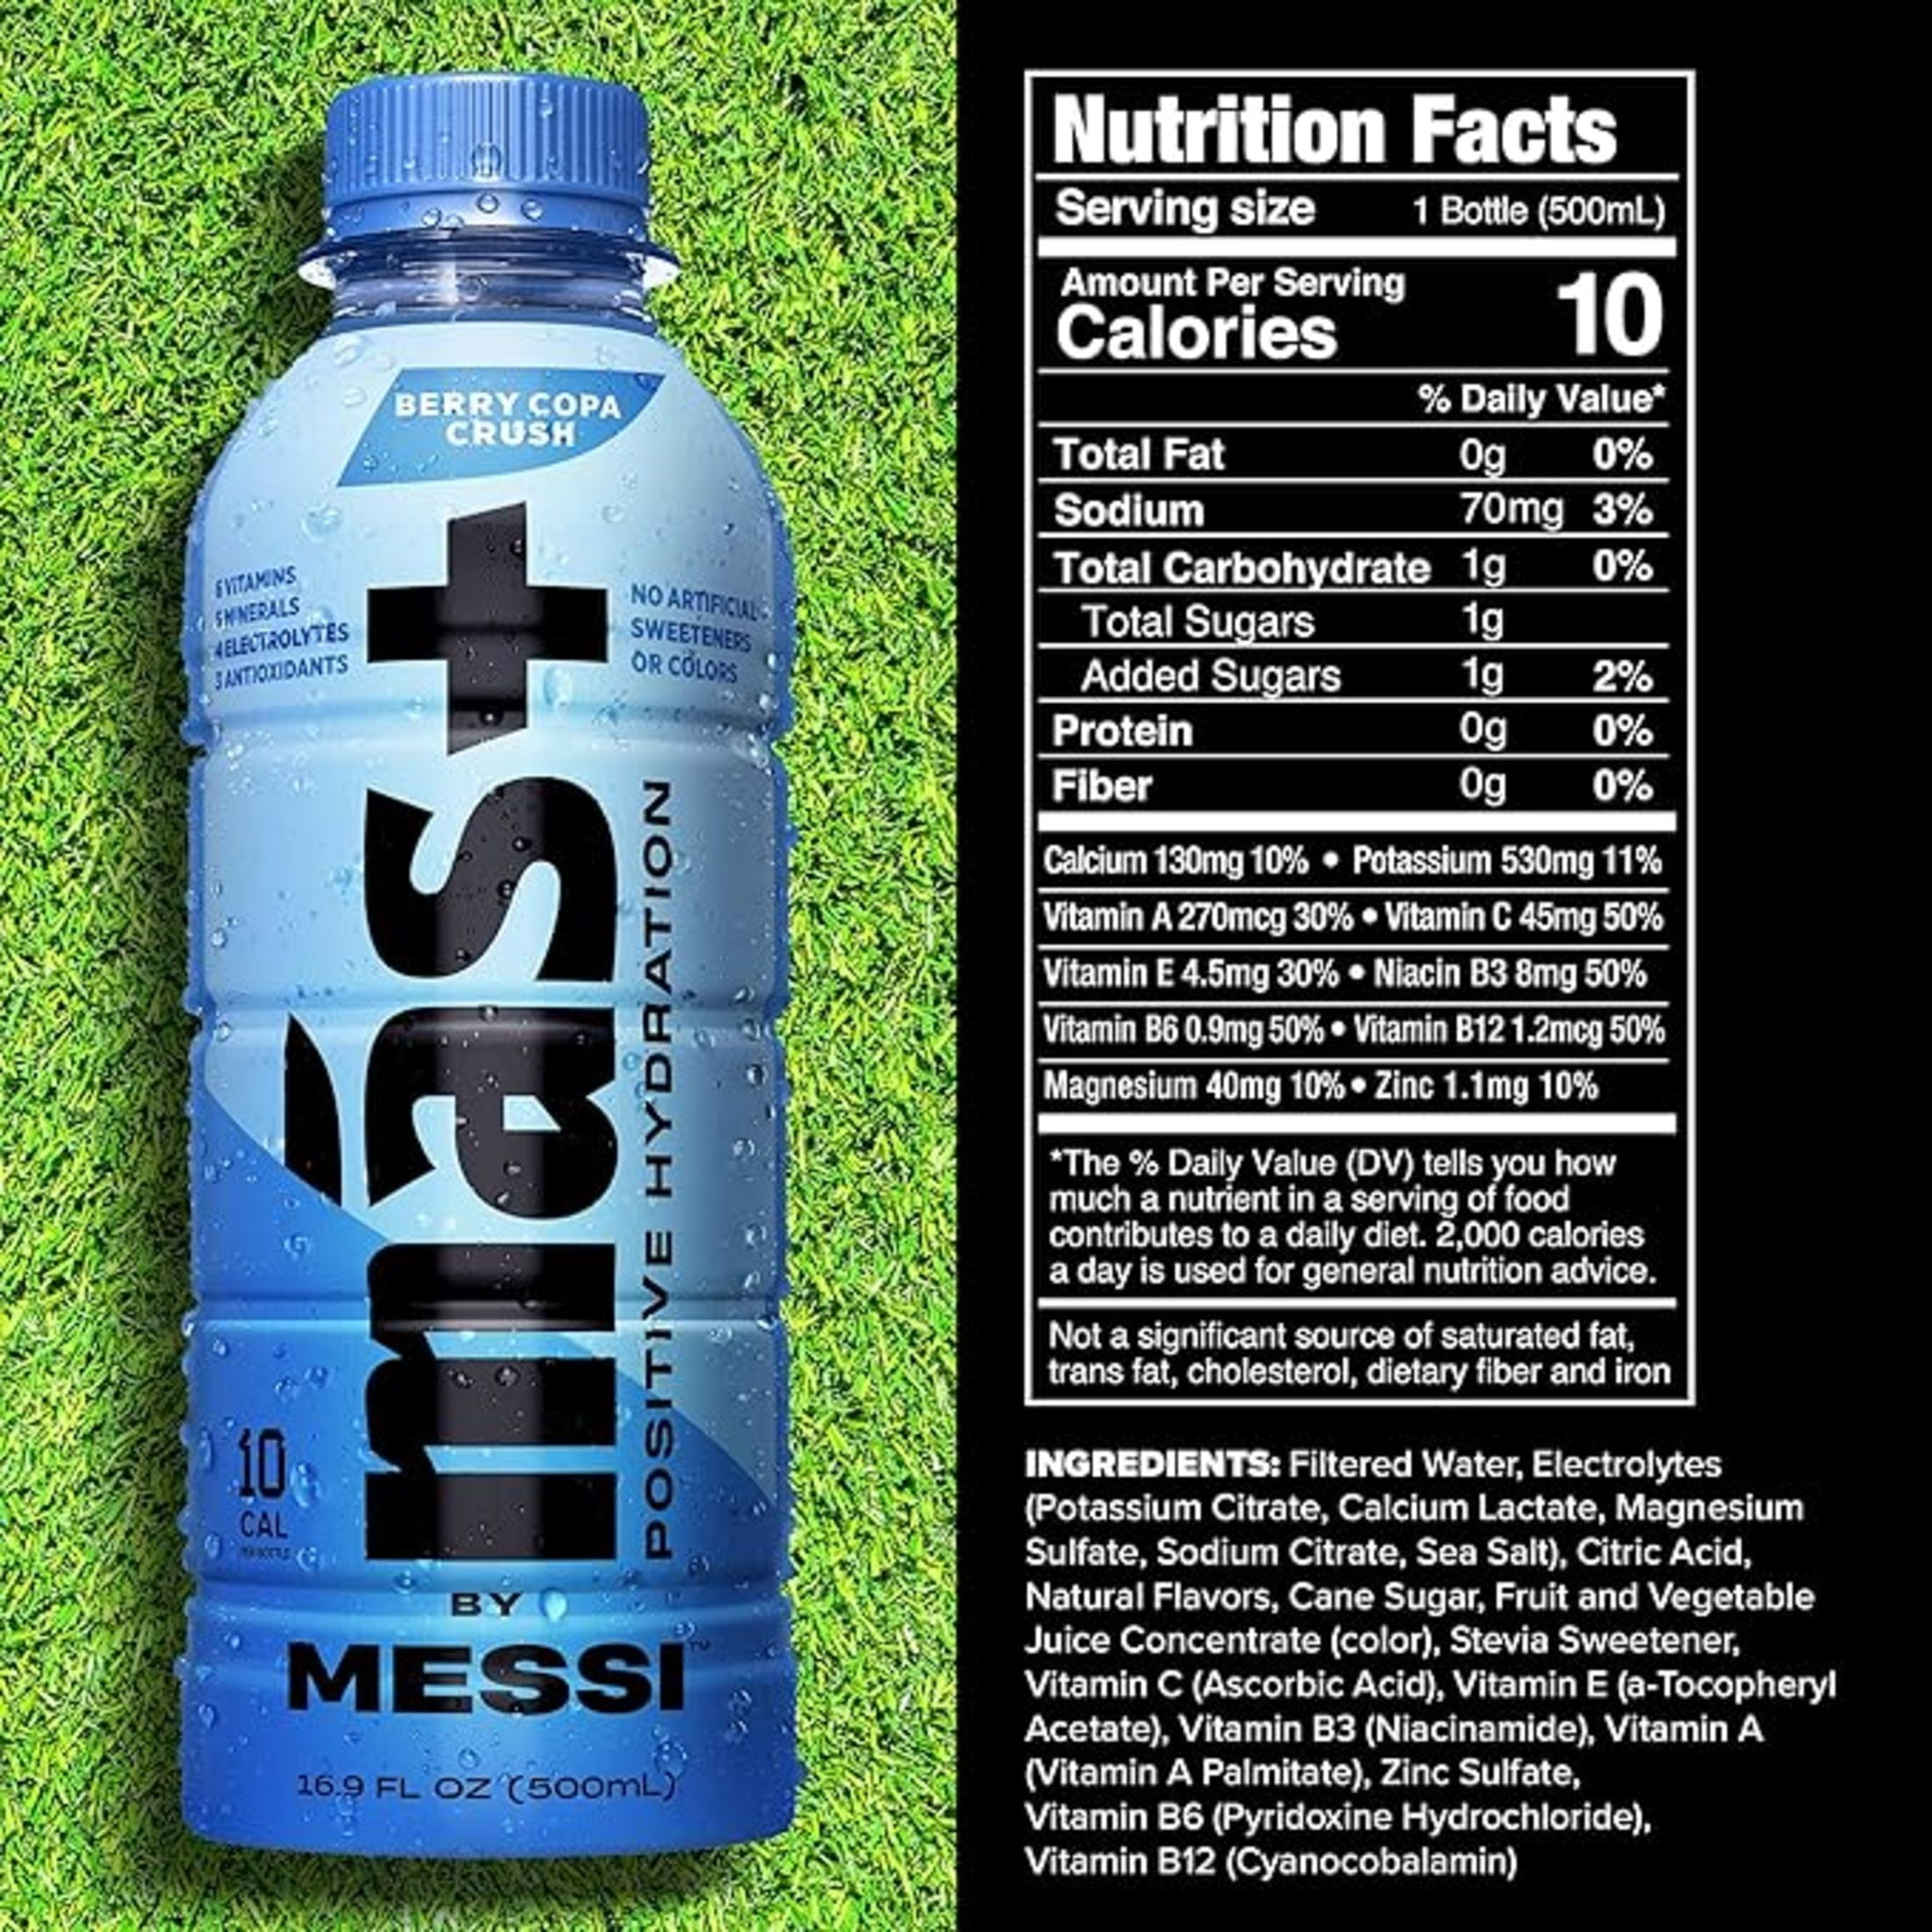 BERRY COPA
CRUSH
6 VITAMINS
5 MINERALS
4 ELECTROLYTES
3 ANTIOXIDANTS
NO ARTIFICIAL
SWEETENERS
OR COLORS
más+
POSITIVE HYDRATION
10
CAL
PER BOTTLE
BY
MESSI™
16.9 FL OZ (500mL)
Nutrition Facts
Serving size 1 Bottle (500mL)
Amount Per Serving
Calories 10
% Daily Value*
Total Fat 0g 0%
Sodium 70mg 3%
Total Carbohydrate 1g 0%
Total Sugars 1g
Added Sugars 1g 2%
Protein 0g 0%
Fiber 0g 0%
Calcium 130mg 10% • Potassium 530mg 11%
Vitamin A 270mcg 30% • Vitamin C 45mg 50%
Vitamin E 4.5mg 30% • Niacin B3 8mg 50%
Vitamin B6 0.9mg 50% • Vitamin B12 1.2mcg 50%
Magnesium 40mg 10% • Zinc 1.1mg 10%
*The % Daily Value (DV) tells you how
much a nutrient in a serving of food
contributes to a daily diet. 2,000 calories
a day is used for general nutrition advice.
Not a significant source of saturated fat,
trans fat, cholesterol, dietary fiber and iron
INGREDIENTS: Filtered Water, Electrolytes
(Potassium Citrate, Calcium Lactate, Magnesium
Sulfate, Sodium Citrate, Sea Salt), Citric Acid,
Natural Flavors, Cane Sugar, Fruit and Vegetable
Juice Concentrate (color), Stevia Sweetener,
Vitamin C (Ascorbic Acid), Vitamin E (a-Tocopheryl
Acetate), Vitamin B3 (Niacinamide), Vitamin A
(Vitamin A Palmitate), Zinc Sulfate,
Vitamin B6 (Pyridoxine Hydrochloride),
Vitamin B12 (Cyanocobalamin)